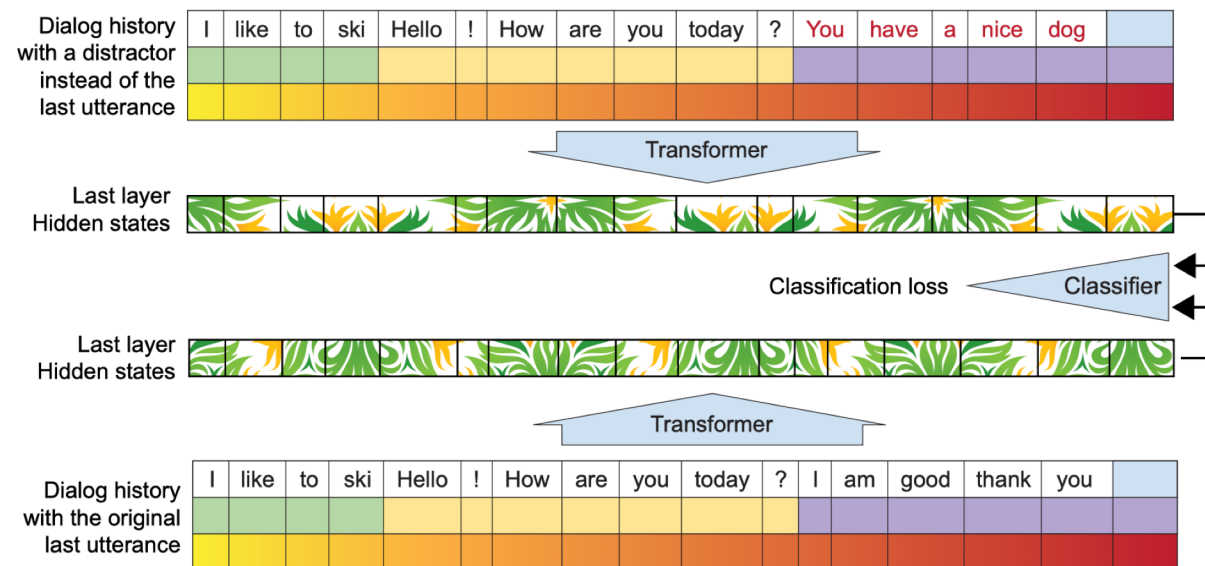 Dialog history
with a distractor
instead of the
last utterance
I like to ski Hello ! How are you today ? You have a nice dog
Transformer
Last layer
Hidden states
Classification loss
Classifier
Last layer
Hidden states
Transformer
Dialog history
with the original
last utterance
I like to ski Hello ! How are you today ? I am good thank you